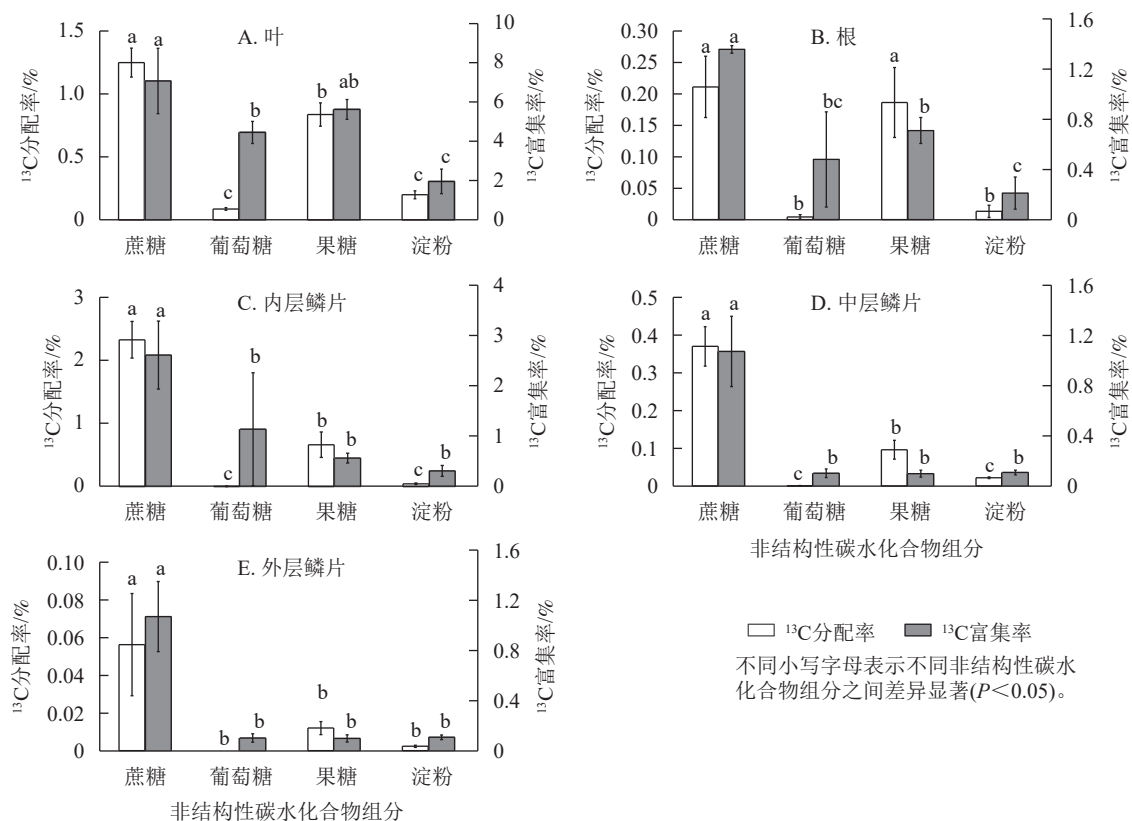 A. 叶
¹³C分配率/%
1.5
1.0
0.5
0
¹³C富集率/%
10
8
6
4
2
0
a a
c b
b ab
c c
蔗糖 葡萄糖 果糖 淀粉
B. 根
¹³C分配率/%
0.30
0.25
0.20
0.15
0.10
0.05
0
¹³C富集率/%
1.6
1.2
0.8
0.4
0
a a
b bc
a b
b c
蔗糖 葡萄糖 果糖 淀粉
C. 内层鳞片
¹³C分配率/%
3
2
1
0
¹³C富集率/%
4
3
2
1
0
a a
c b
b b
c b
蔗糖 葡萄糖 果糖 淀粉
D. 中层鳞片
¹³C分配率/%
0.5
0.4
0.3
0.2
0.1
0
¹³C富集率/%
1.6
1.2
0.8
0.4
0
a a
c b
b b
c b
蔗糖 葡萄糖 果糖 淀粉
非结构性碳水化合物组分
E. 外层鳞片
¹³C分配率/%
0.10
0.08
0.06
0.04
0.02
0
¹³C富集率/%
1.6
1.2
0.8
0.4
0
a a
b b
b b
b b
蔗糖 葡萄糖 果糖 淀粉
非结构性碳水化合物组分
¹³C分配率 ¹³C富集率
不同小写字母表示不同非结构性碳水
化合物组分之间差异显著(P＜0.05)。